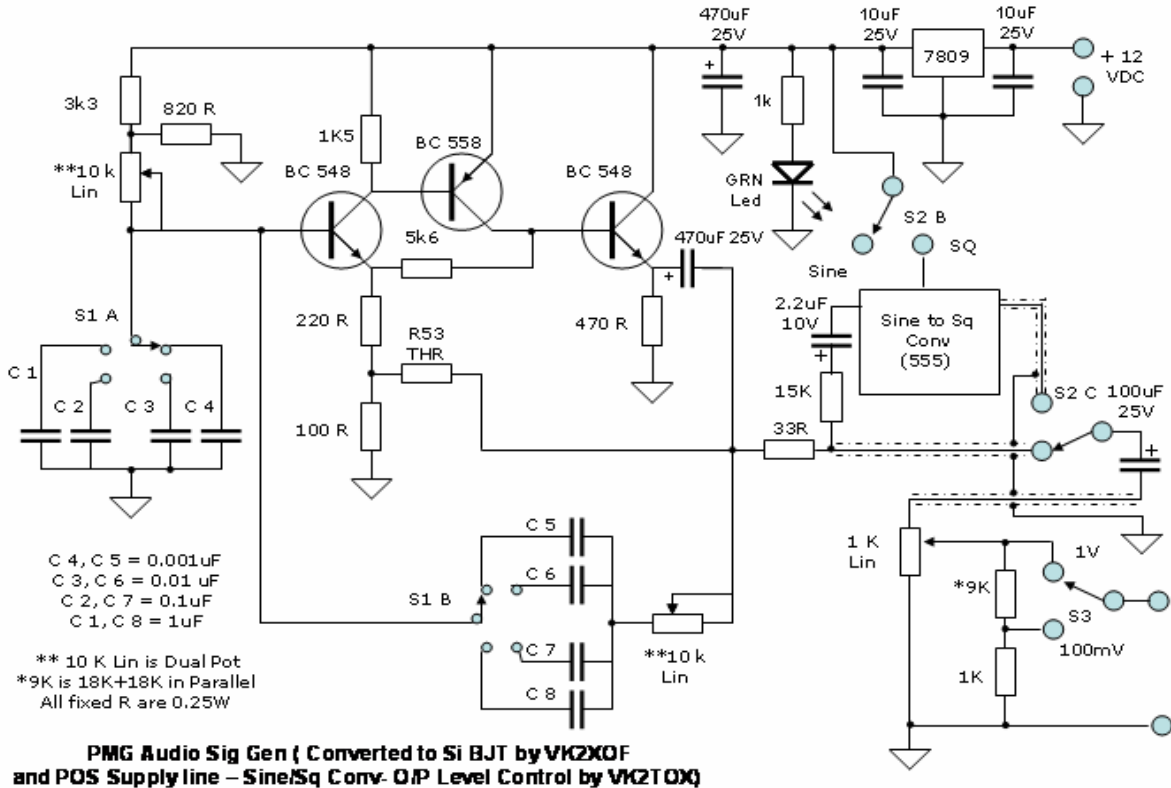 470uF
25V
10uF
25V
10uF
25V
7809
+ 12
VDC
3k3
820 R
1K5
BC 558
1k
**10 k
Lin
BC 548
BC 548
GRN
Led
5k6
470uF 25V
S2 B
SQ
Sine
S1 A
220 R
R53
THR
470 R
2.2uF
10V
Sine to Sq
Conv
(555)
C 1
C 2
C 3
C 4
100 R
15K
33R
S2 C
100uF
25V
C 4, C 5 = 0.001uF
C 3, C 6 = 0.01 uF
C 2, C 7 = 0.1uF
C 1, C 8 = 1uF
** 10 K Lin is Dual Pot
*9K is 18K+18K in Parallel
All fixed R are 0.25W
C 5
C 6
S1 B
C 7
C 8
**10 k
Lin
1 K
Lin
1V
*9K
S3
100mV
1K
PMG Audio Sig Gen ( Converted to Si BJT by VK2XOF
and POS Supply line – Sine/Sq Conv- O/P Level Control by VK2TOX)